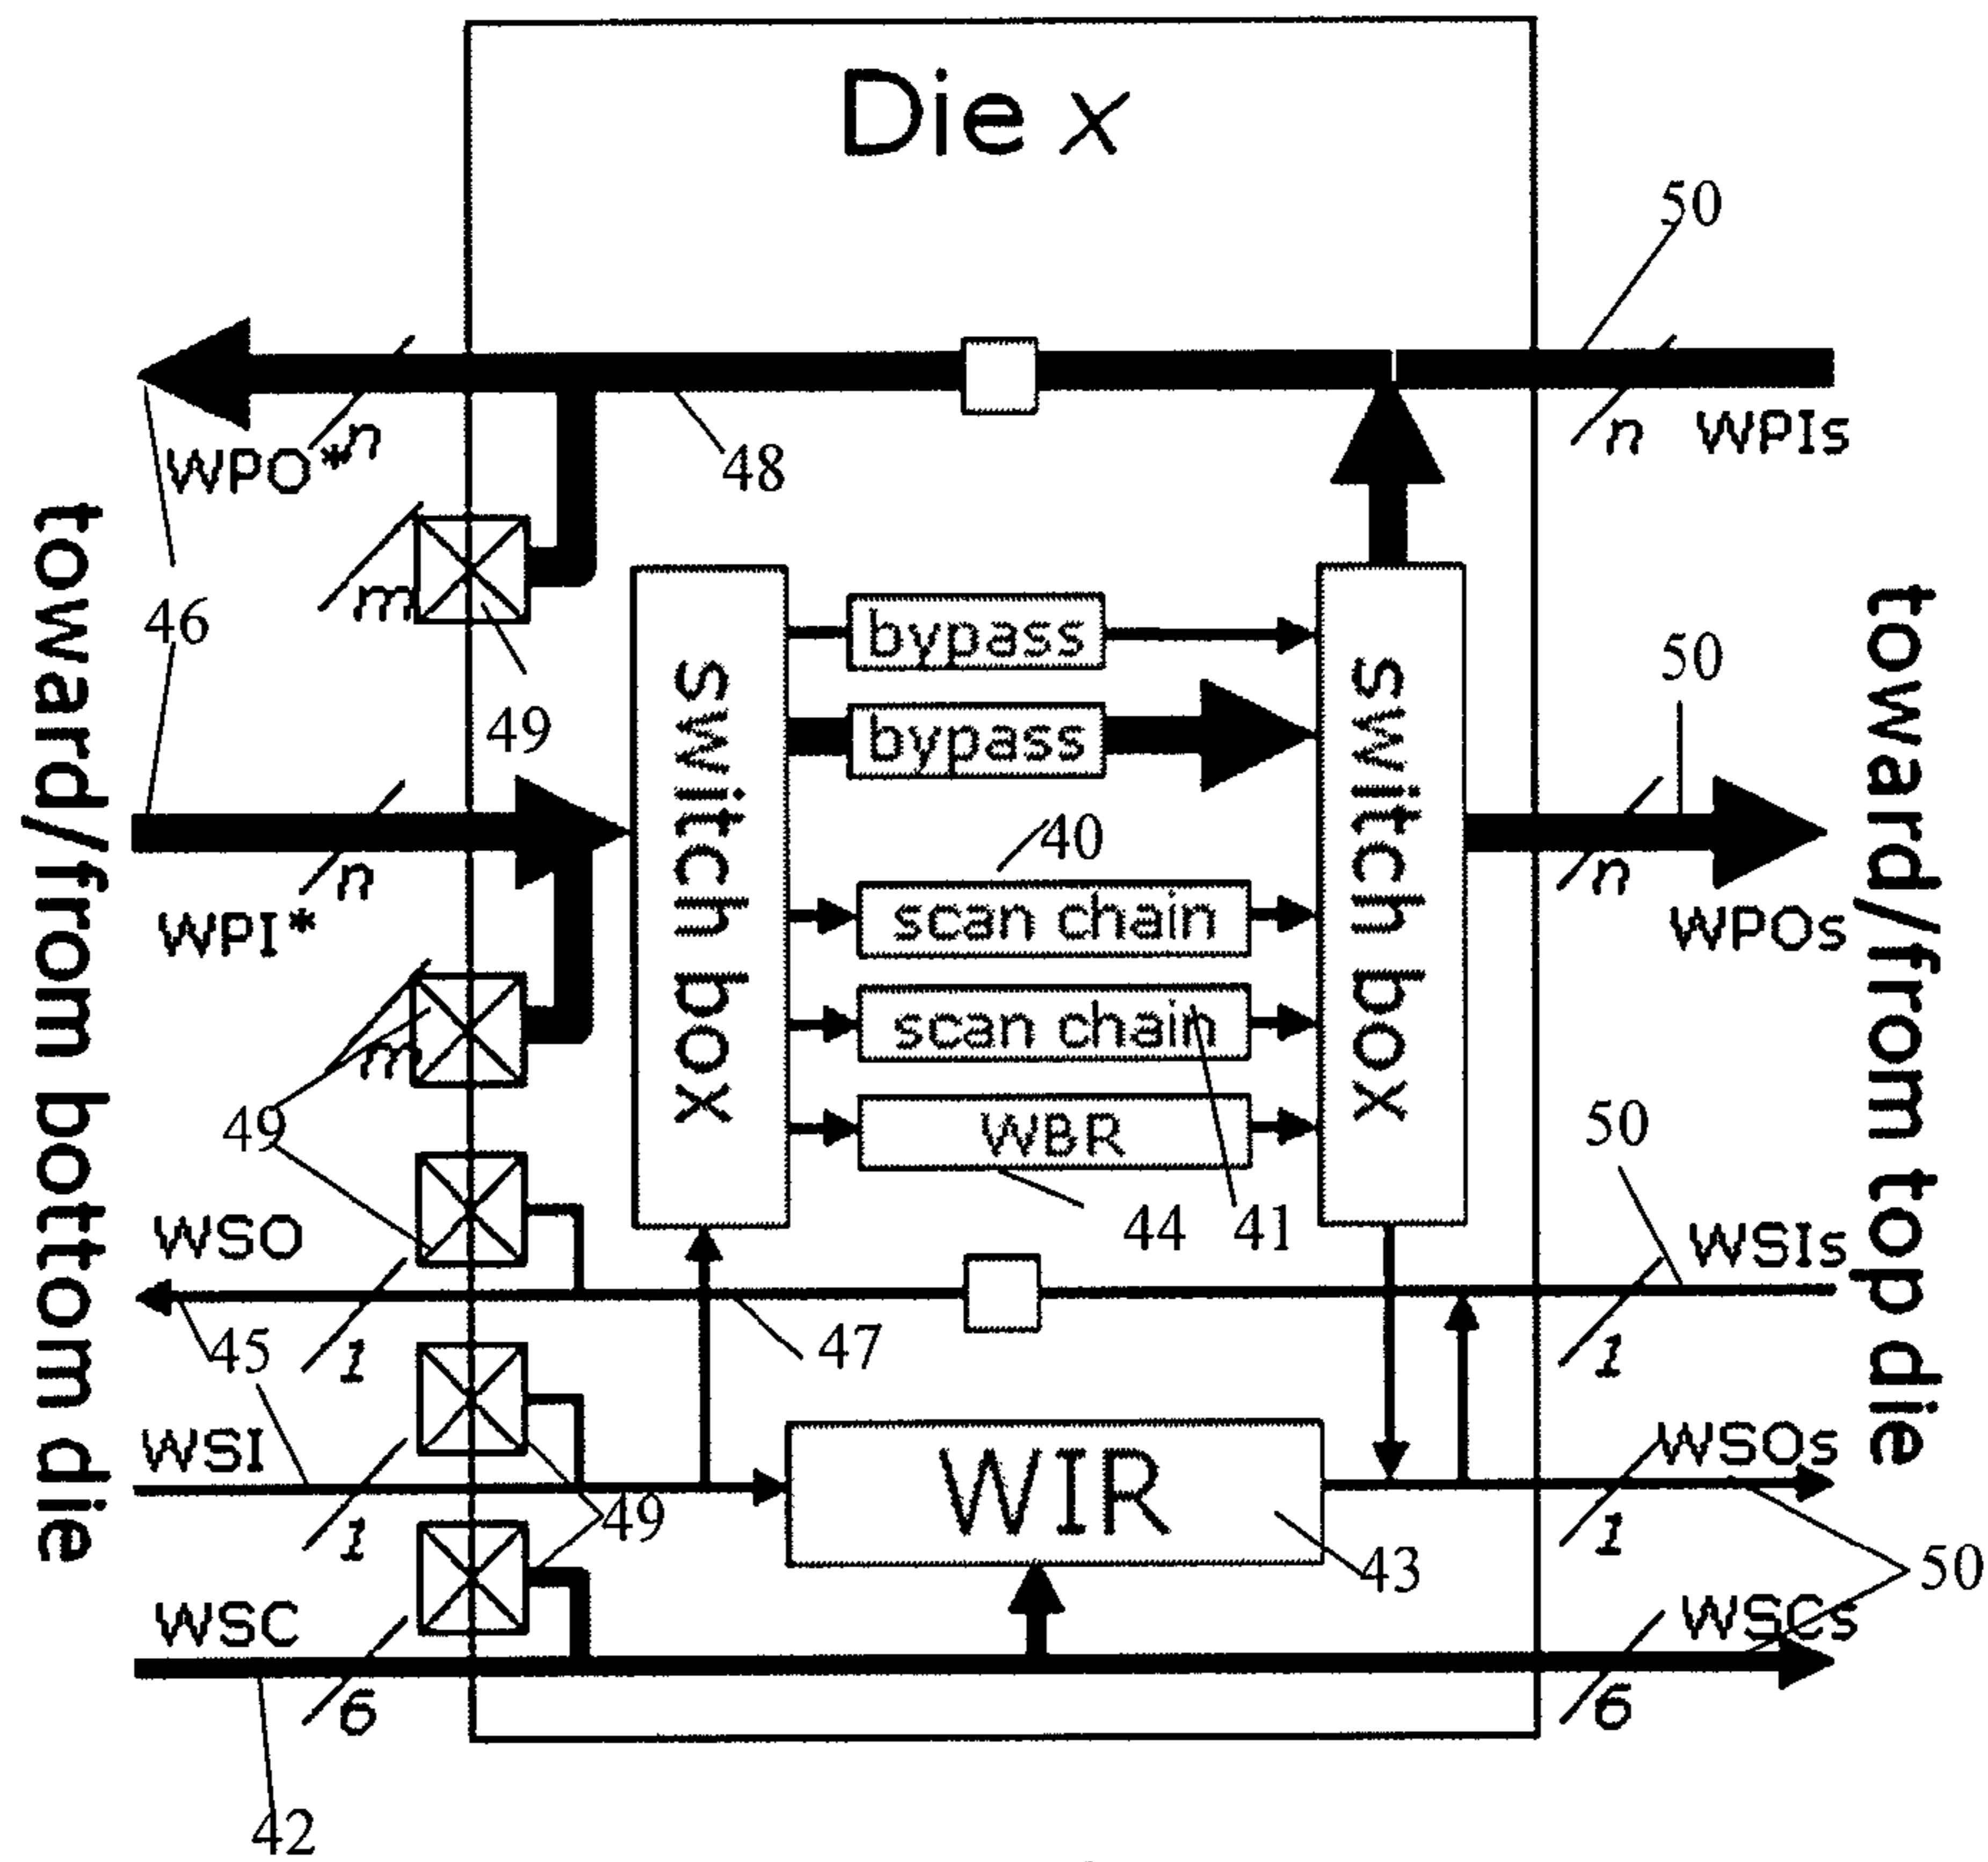 Die x
50
WPO*
n
48
n
WPIs
m
46
49
toward/from bottom die
switch box
bypass
bypass
switch box
toward/from top die
50
40
n
WPI*
scan chain
n
WPOs
m
scan chain
49
WBR
50
44
41
WSO
WSIs
45
1
47
1
WSI
WIR
WSOs
1
49
43
1
50
WSC
WSCs
6
6
42